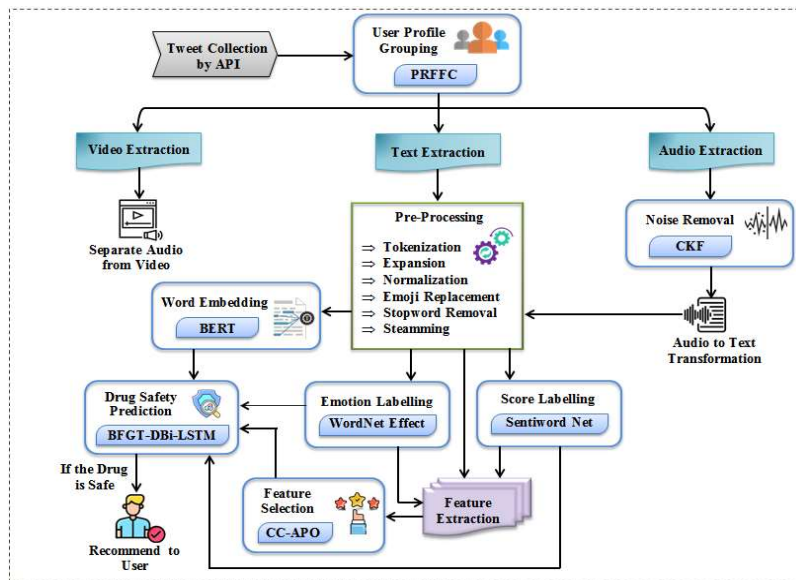 Tweet Collection
by API
User Profile
Grouping
PRFFC
Video Extraction
Text Extraction
Audio Extraction
Separate Audio
from Video
Pre-Processing
⇒ Tokenization
⇒ Expansion
⇒ Normalization
⇒ Emoji Replacement
⇒ Stopword Removal
⇒ Steamming
Noise Removal
CKF
Audio to Text
Transformation
Word Embedding
BERT
Drug Safety
Prediction
BFGT-DBi-LSTM
Emotion Labelling
WordNet Effect
Score Labelling
Sentiword Net
If the Drug
is Safe
Recommend to
User
Feature
Selection
CC-APO
Feature
Extraction